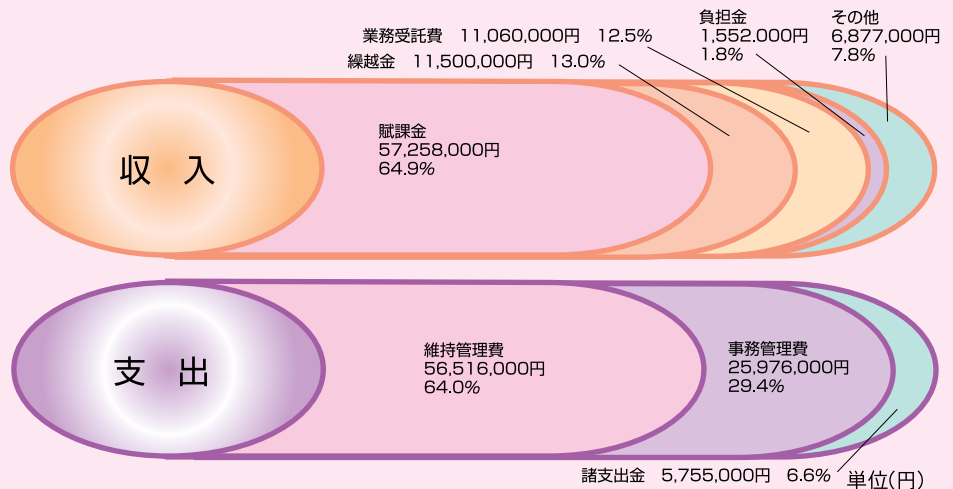 負担金
1,552.000円
1.8%
その他
6,877,000円
7.8%
業務受託費 11,060,000円 12.5%
繰越金 11,500,000円 13.0%
収 入
賦課金
57,258,000円
64.9%
支 出
維持管理費
56,516,000円
64.0%
事務管理費
25,976,000円
29.4%
諸支出金 5,755,000円 6.6%
単位(円)